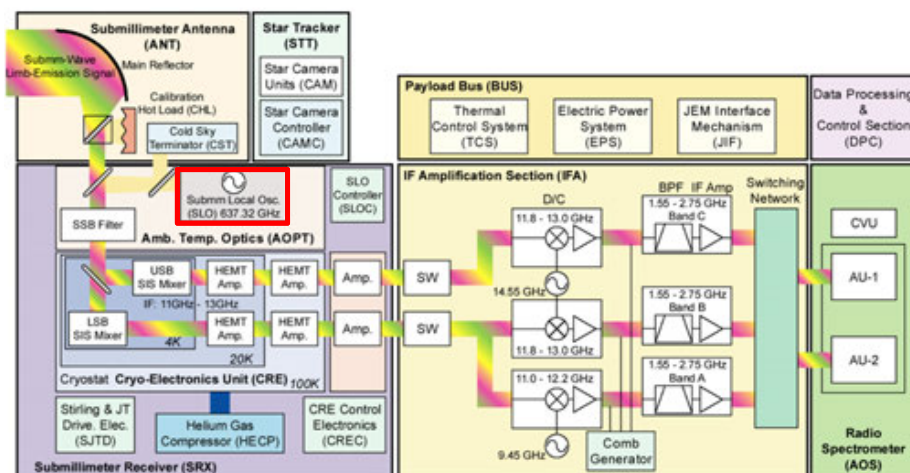 Submillimeter Antenna
(ANT)
Submm-Wave
Limb-Emission Signal
Main Reflector
Calibration
Hot Load (CHL)
Cold Sky
Terminator (CST)
Star Tracker
(STT)
Star Camera
Units (CAM)
Star Camera
Controller
(CAMC)
Payload Bus (BUS)
Thermal
Control System
(TCS)
Electric Power
System
(EPS)
JEM Interface
Mechanism
(JIF)
Data Processing
&
Control Section
(DPC)
Submm Local Osc.
(SLO) 637.32 GHz
SLO
Controller
(SLOC)
SSB Filter
Amb. Temp. Optics (AOPT)
USB
SIS Mixer
HEMT
Amp.
HEMT
Amp.
Amp.
SW
IF: 11GHz - 13GHz
LSB
SIS Mixer
HEMT
Amp.
HEMT
Amp.
Amp.
SW
4K
20K
100K
Cryostat Cryo-Electronics Unit (CRE)
Stirling & JT
Drive. Elec.
(SJTD)
Helium Gas
Compressor (HECP)
CRE Control
Electronics
(CREC)
Submillimeter Receiver (SRX)
IF Amplification Section (IFA)
D/C
BPF IF Amp
Switching
Network
11.8 - 13.0 GHz
1.55 - 2.75 GHz
Band C
14.55 GHz
1.55 - 2.75 GHz
Band B
11.8 - 13.0 GHz
11.0 - 12.2 GHz
1.55 - 2.75 GHz
Band A
9.45 GHz
Comb
Generator
CVU
AU-1
AU-2
Radio
Spectrometer
(AOS)